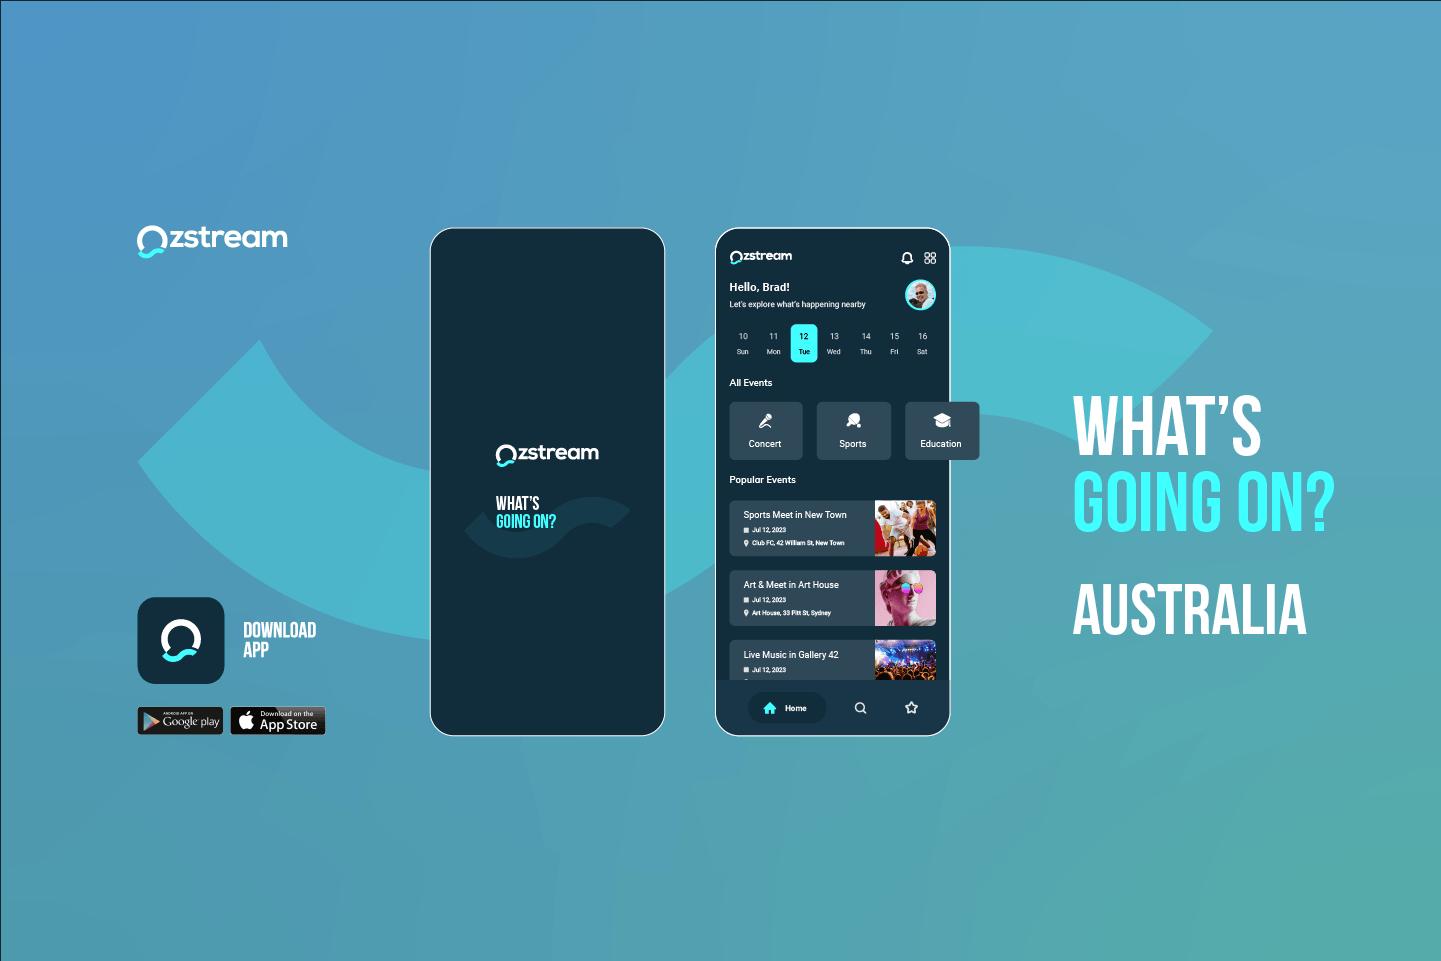 Ozstream
DOWNLOAD
APP
ANDROID APP ON
Google play
Download on the
App Store
Ozstream
WHAT'S
GOING ON?
Ozstream
Hello, Brad!
Let's explore what's happening nearby
10 11 12 13 14 15 16
Sun Mon Tue Wed Thu Fri Sat
All Events
Concert Sports Education
Popular Events
Sports Meet in New Town
Jul 12, 2023
Club FC, 42 William St, New Town
Art & Meet in Art House
Jul 12, 2023
Art House, 33 Pitt St, Sydney
Live Music in Gallery 42
Jul 12, 2023
Home
WHAT'S
GOING ON?
AUSTRALIA